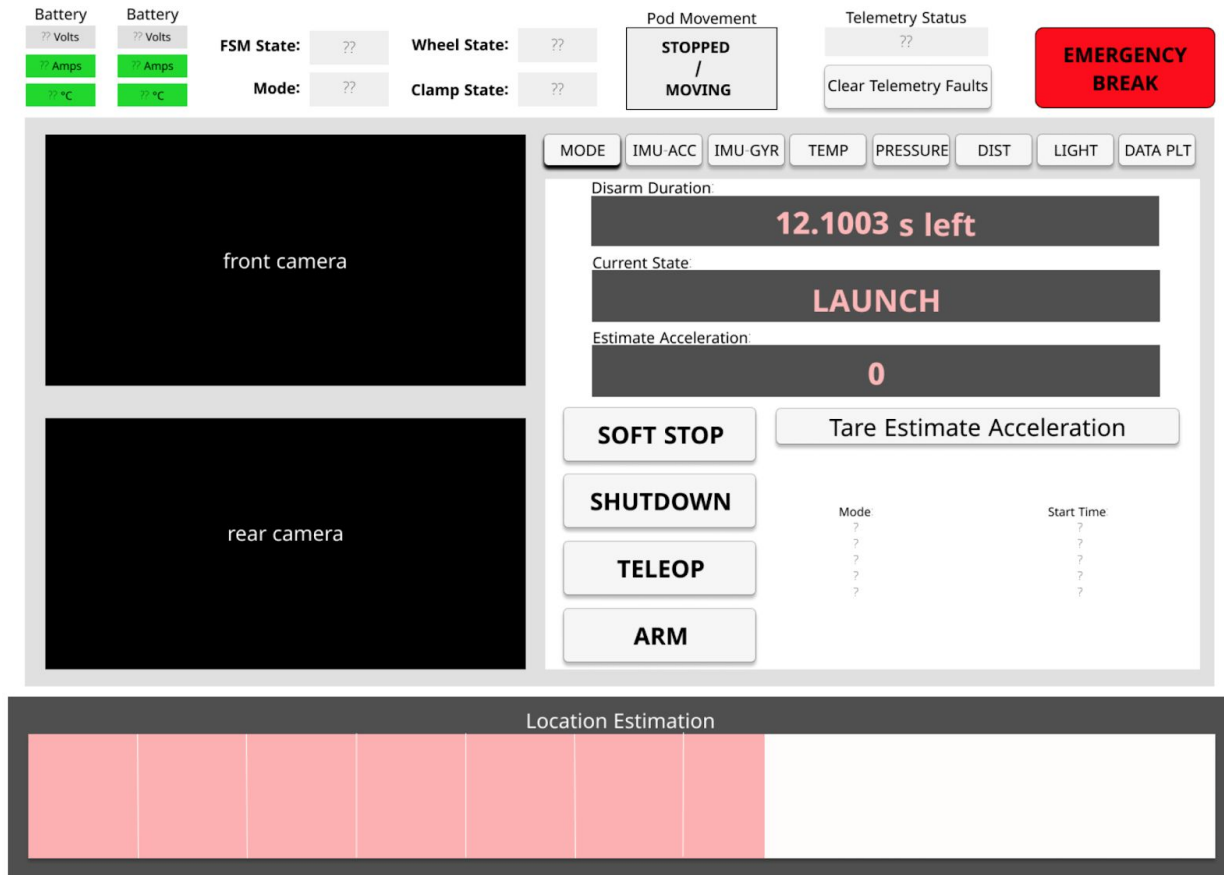 Battery
Battery
?? Volts
?? Amps
?? °C
?? Volts
?? Amps
?? °C
FSM State: ??
Mode: ??
Wheel State: ??
Clamp State: ??
Pod Movement
STOPPED
/
MOVING
Telemetry Status
??
Clear Telemetry Faults
EMERGENCY
BREAK
front camera
rear camera
MODE IMU-ACC IMU-GYR TEMP PRESSURE DIST LIGHT DATA PLT
Disarm Duration:
12.1003 s left
Current State:
LAUNCH
Estimate Acceleration:
0
SOFT STOP
SHUTDOWN
TELEOP
ARM
Tare Estimate Acceleration
Mode: Start Time:
? ?
? ?
? ?
? ?
? ?
Location Estimation